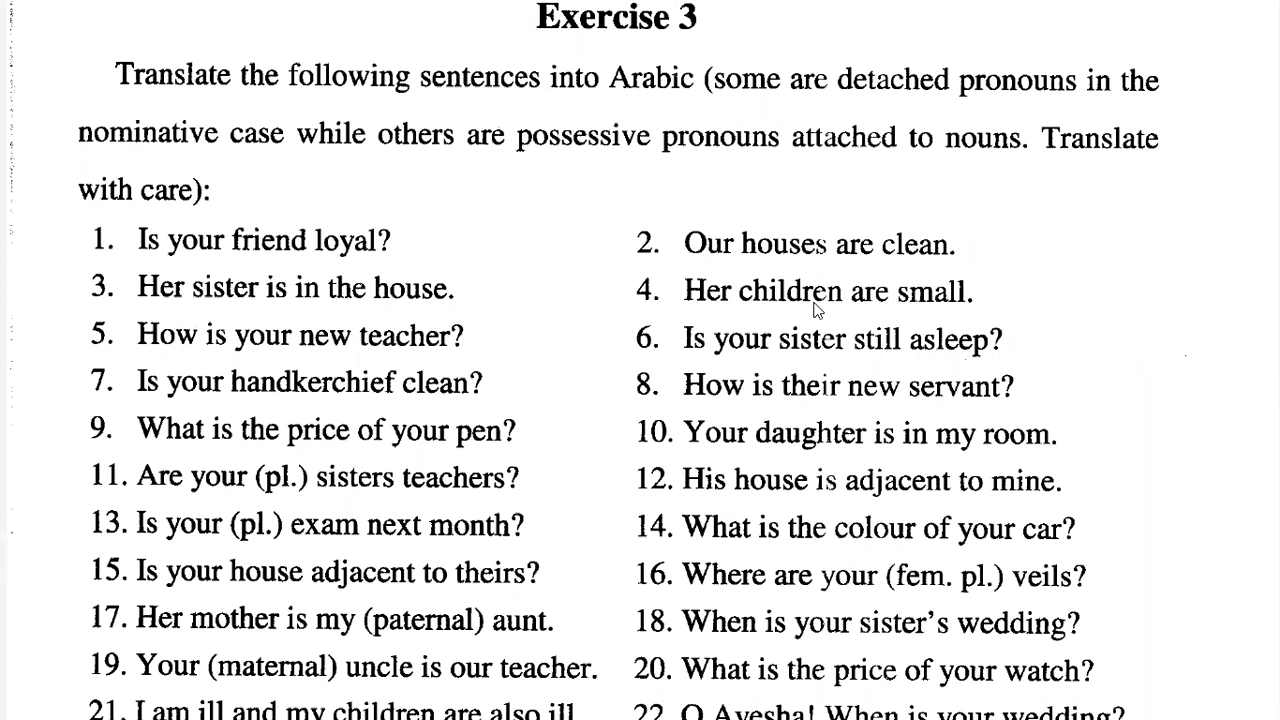 Exercise 3
Translate the following sentences into Arabic (some are detached pronouns in the
nominative case while others are possessive pronouns attached to nouns. Translate
with care):
1. Is your friend loyal?
2. Our houses are clean.
3. Her sister is in the house.
4. Her children are small.
5. How is your new teacher?
6. Is your sister still asleep?
7. Is your handkerchief clean?
8. How is their new servant?
9. What is the price of your pen?
10. Your daughter is in my room.
11. Are your (pl.) sisters teachers?
12. His house is adjacent to mine.
13. Is your (pl.) exam next month?
14. What is the colour of your car?
15. Is your house adjacent to theirs?
16. Where are your (fem. pl.) veils?
17. Her mother is my (paternal) aunt.
18. When is your sister's wedding?
19. Your (maternal) uncle is our teacher.
20. What is the price of your watch?
21. I am ill and my children are also ill
22. O Ayesha! When is your wedding?